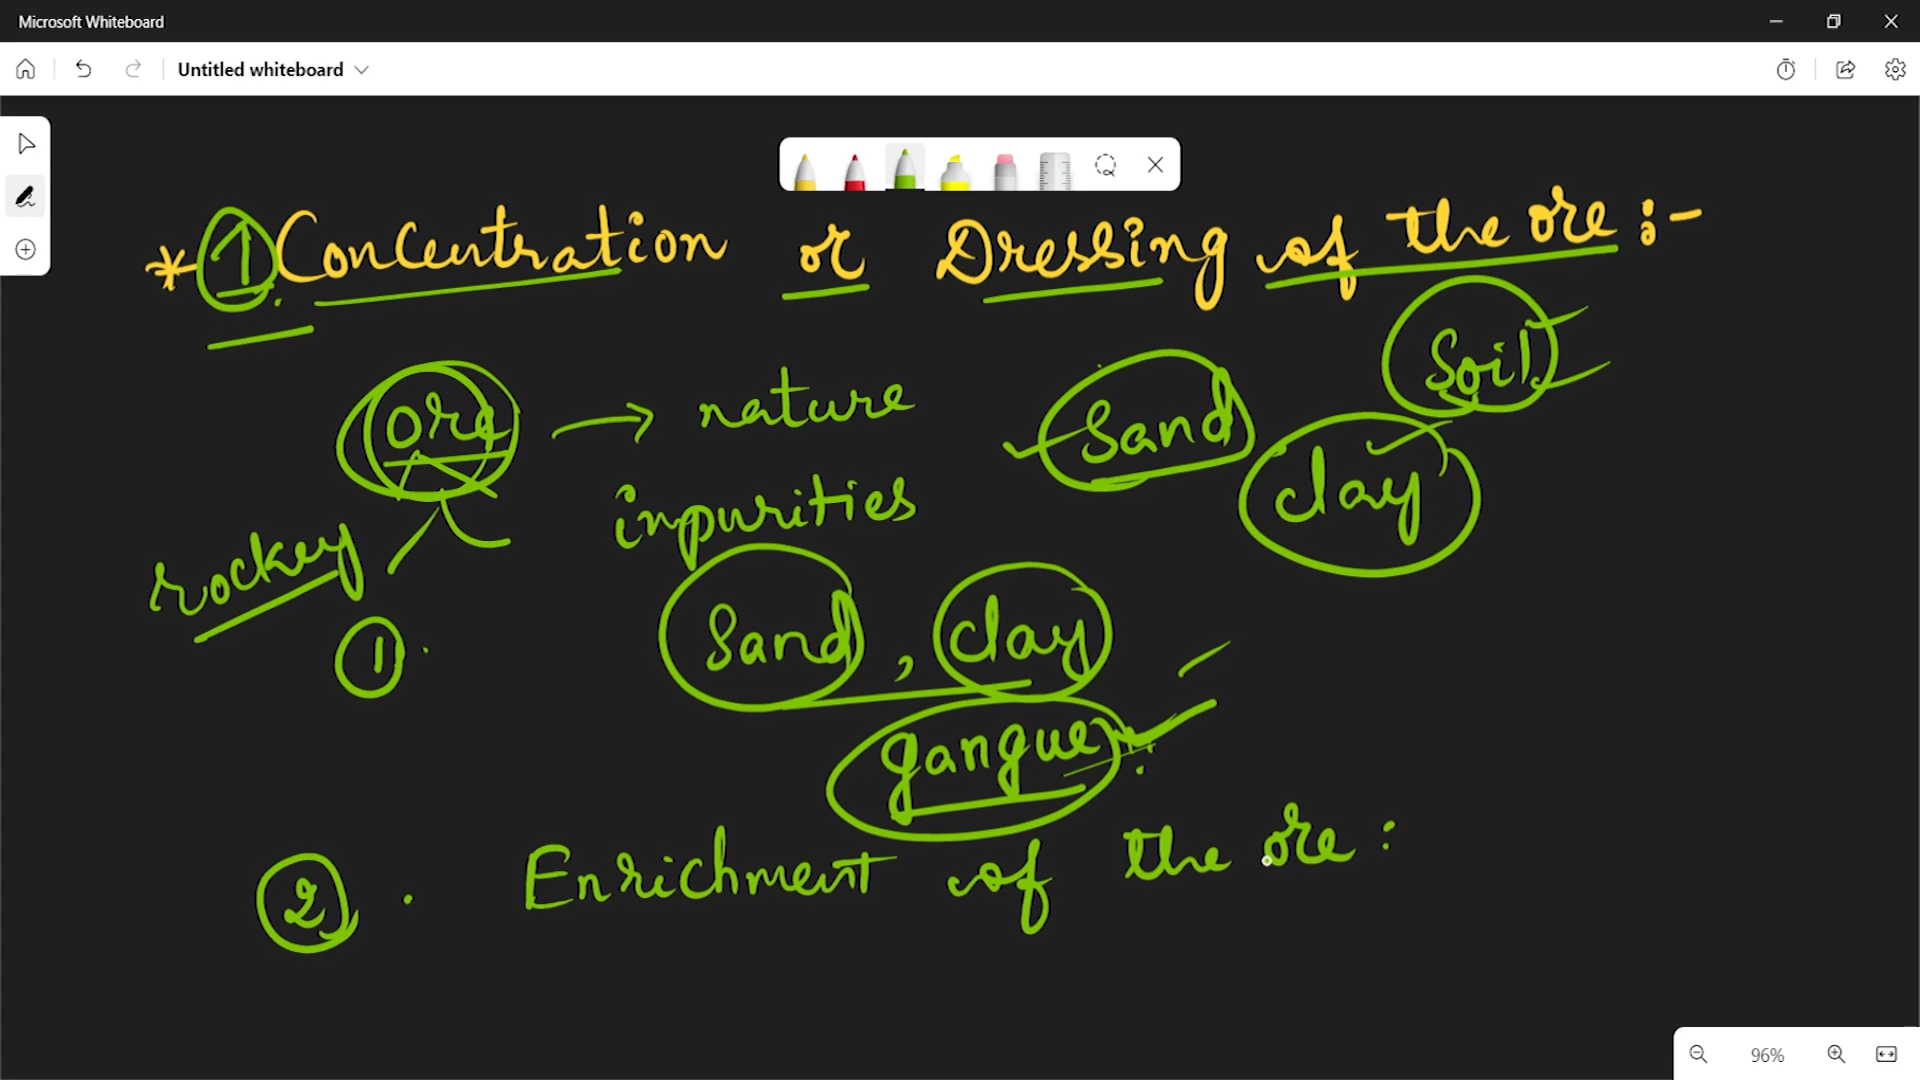 Microsoft Whiteboard
Untitled whiteboard
* 1. Concentration or Dressing of the ore :-
Soil
ore → nature
Sand
clay
impurities
rockey
1.
Sand, clay
gangue
2. Enrichment of the ore :
96%